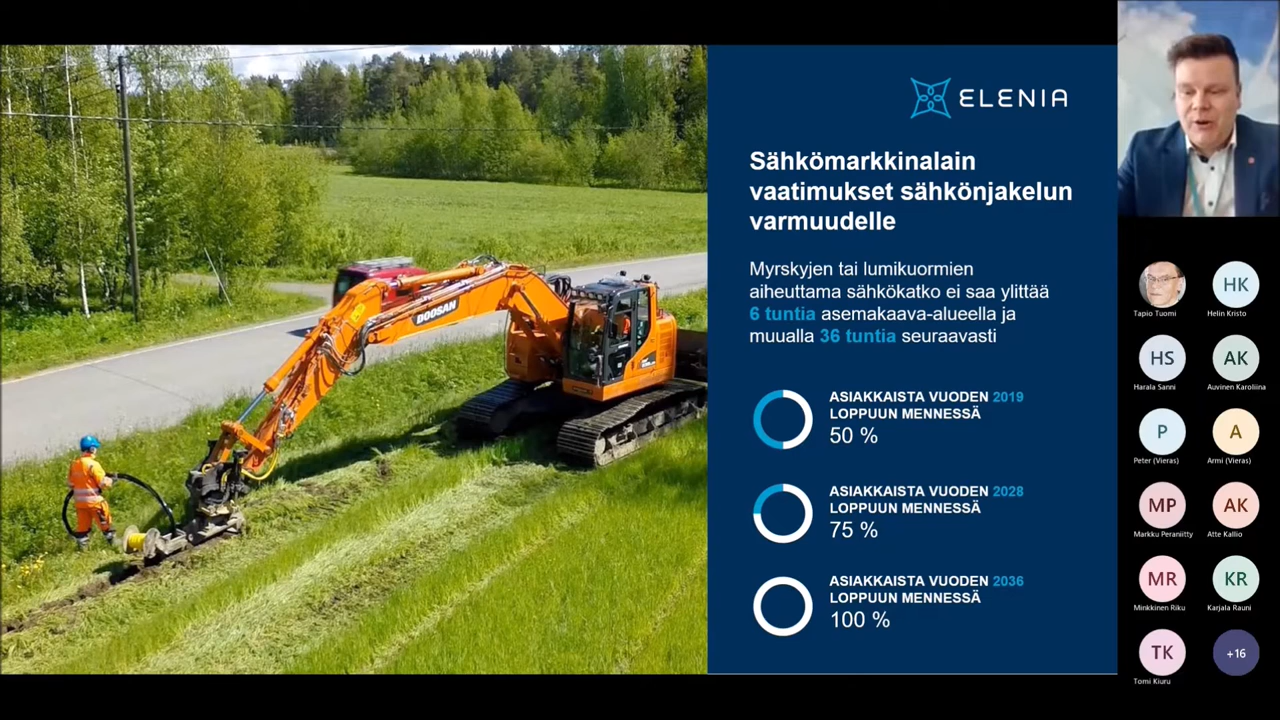 ELENIA
Sähkömarkkinalain
vaatimukset sähkönjakelun
varmuudelle
Myrskyjen tai lumikuormien
aiheuttama sähkökatko ei saa ylittää
6 tuntia asemakaava-alueella ja
muualla 36 tuntia seuraavasti
ASIAKKAISTA VUODEN 2019
LOPPUUN MENNESSÄ
50 %
ASIAKKAISTA VUODEN 2028
LOPPUUN MENNESSÄ
75 %
ASIAKKAISTA VUODEN 2036
LOPPUUN MENNESSÄ
100 %
DOOSAN
Tapio Tuomi
HK
Helin Kristo
HS
Harala Sanni
AK
Auvinen Karoliina
P
Peter (Vieras)
A
Armi (Vieras)
MP
Markku Peraniitty
AK
Atte Kallio
MR
Minkkinen Riku
KR
Karjala Rauni
TK
Tomi Kiuru
+16